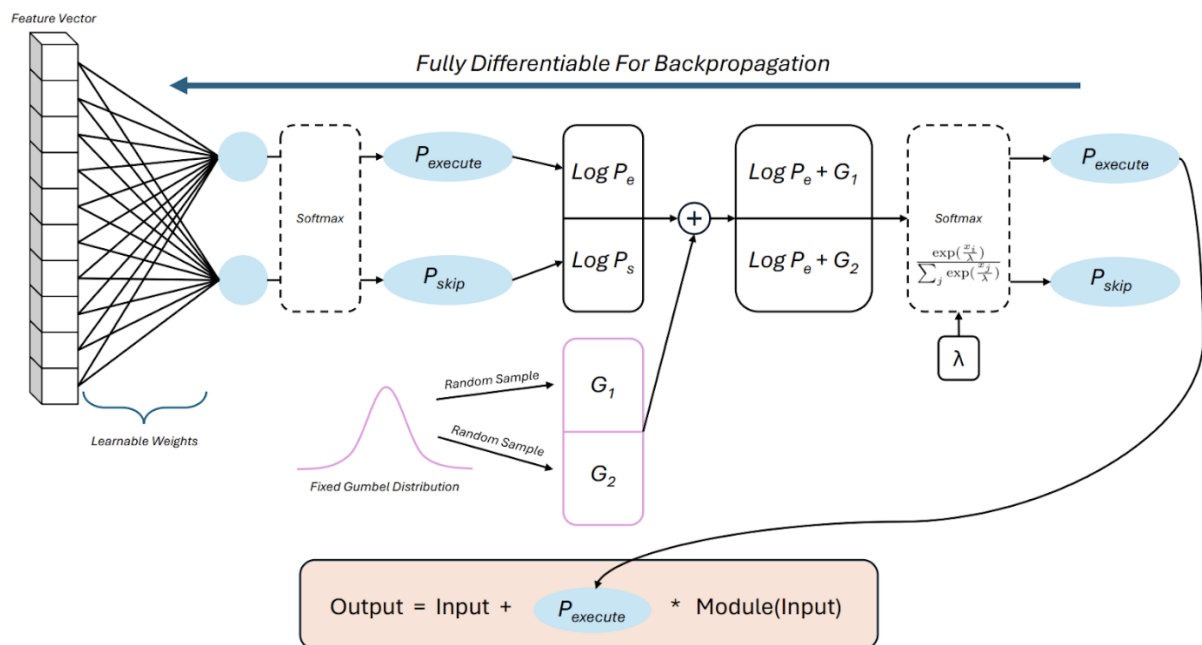 Feature Vector
Fully Differentiable For Backpropagation
Softmax
P_execute
P_skip
Log P_e
Log P_s
+
Log P_e + G_1
Log P_e + G_2
Softmax
exp(x_i/λ) / ∑_j exp(x_j/λ)
λ
P_execute
P_skip
Learnable Weights
Random Sample
Random Sample
G_1
G_2
Fixed Gumbel Distribution
Output = Input + P_execute * Module(Input)